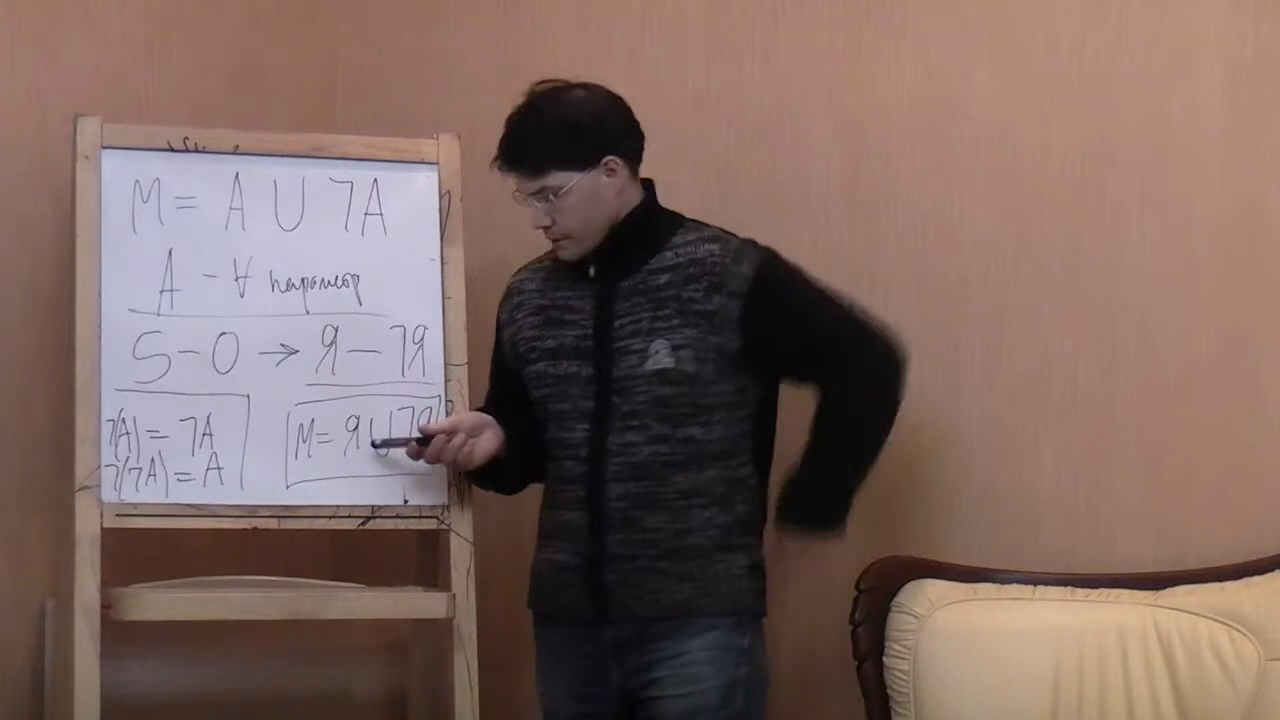 M = A ∪ ⅂A
A - ∀ параметр
S - O → Я - ⅂Я
⅂(A) = ⅂A
⅂(⅂A) = A
M = Я ∪ ⅂Я